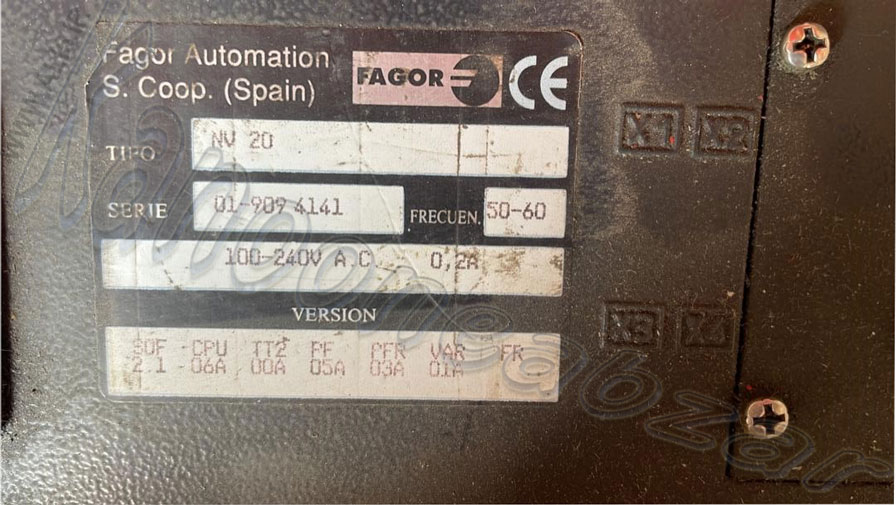 Fagor Automation
S. Coop. (Spain)
FAGOR
CE
TIPO NV 20
SERIE 01-909 4141 FRECUEN. 50-60
100-240V A.C. 0,2A
VERSION
SOF - CPU TT2 PF PFR VAR FR
2.1 -06A 00A 05A 03A 01A
X1 X2
X3 X4